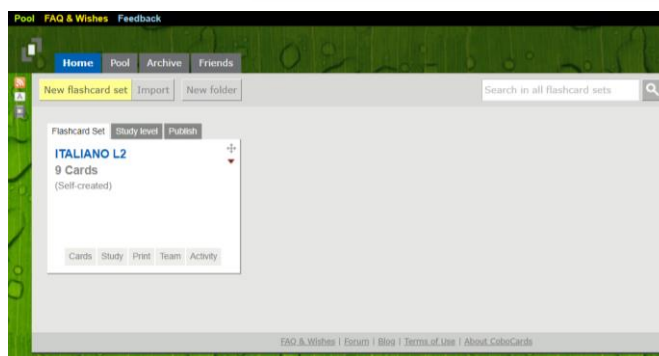 Pool FAQ & Wishes Feedback
Home Pool Archive Friends
New flashcard set Import New folder Search in all flashcard sets
Flashcard Set Study level Publish
ITALIANO L2
9 Cards
(Self-created)
Cards Study Print Team Activity
FAQ & Wishes | Forum | Blog | Terms of Use | About CoboCards